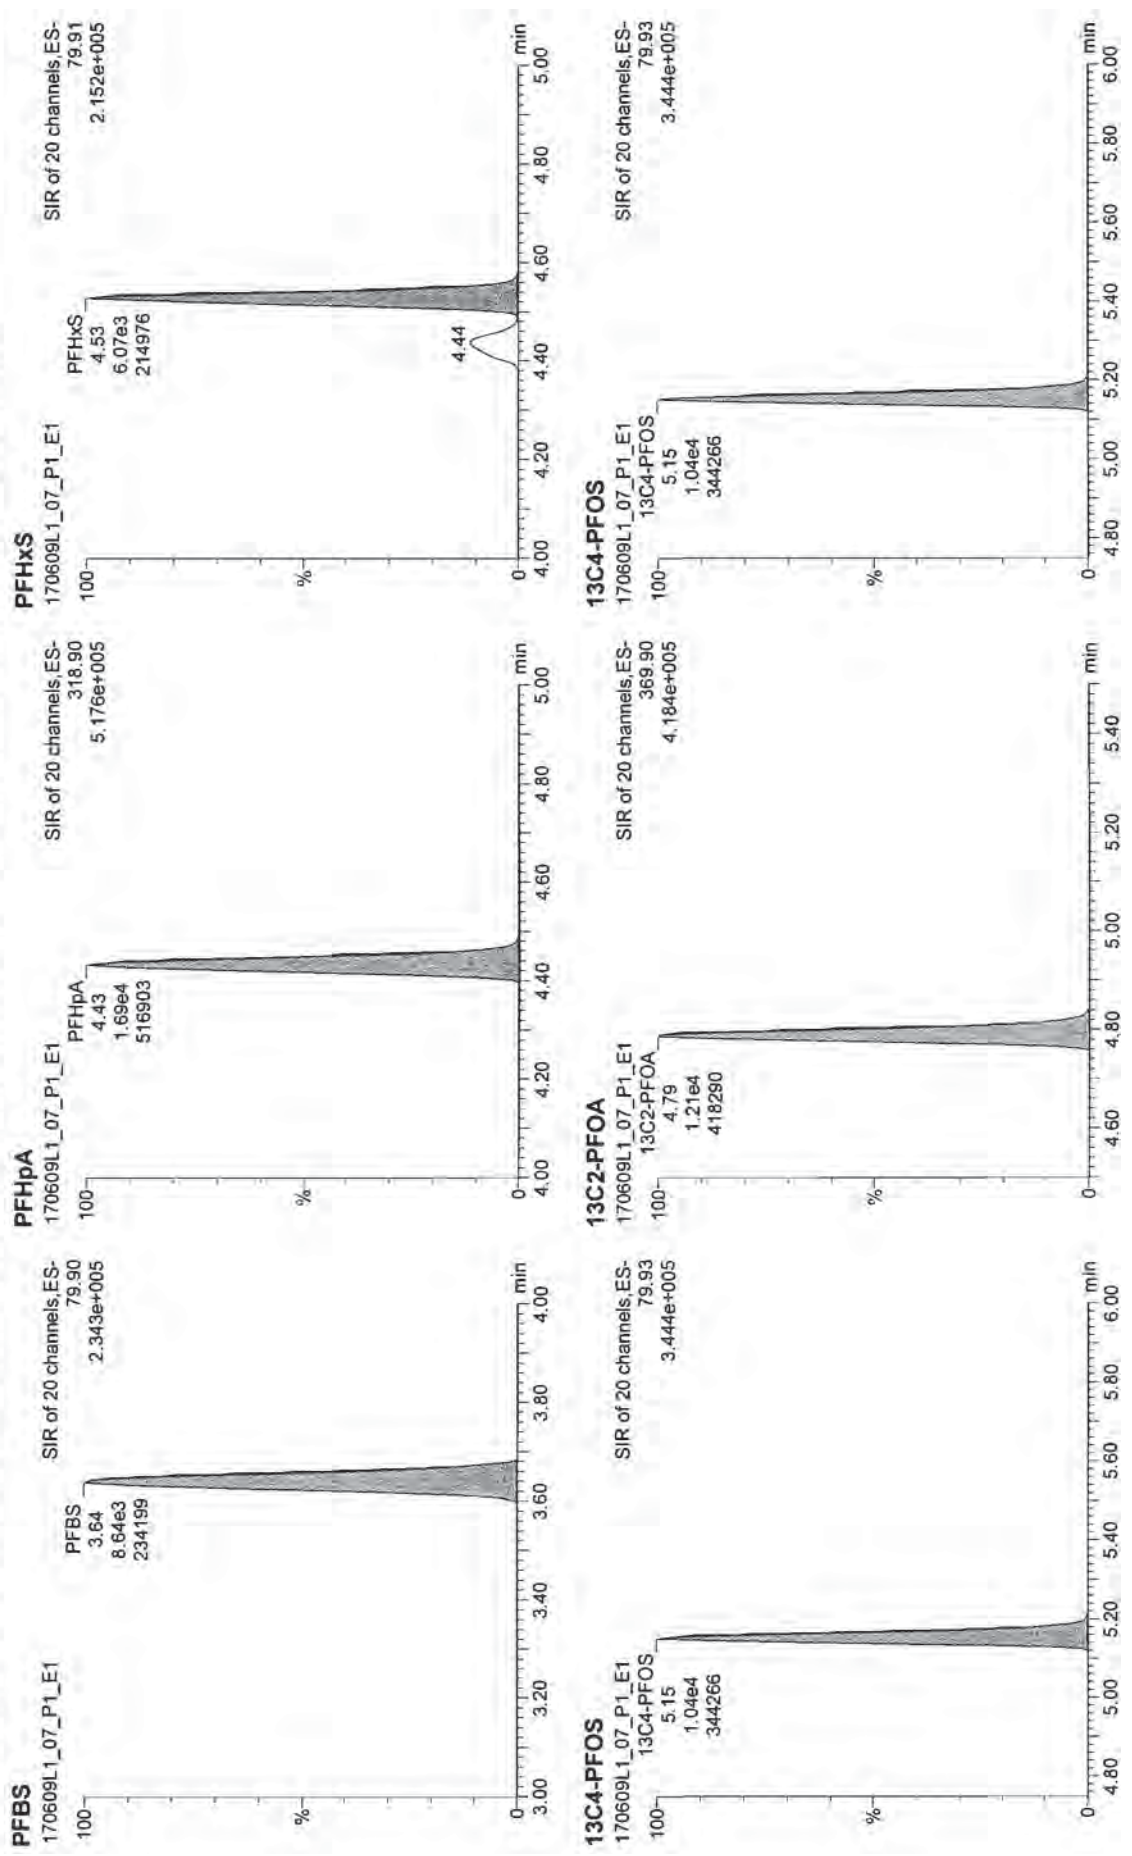 PFBS
170609L1_07_P1_E1
SIR of 20 channels,ES-
79.90
2.343e+005
PFBS
3.64
8.64e3
234199
100
%
0
3.00 3.20 3.40 3.60 3.80 4.00
min
PFHpA
170609L1_07_P1_E1
SIR of 20 channels,ES-
318.90
5.176e+005
PFHpA
4.43
1.69e4
516903
100
%
0
4.00 4.20 4.40 4.60 4.80 5.00
min
PFHxS
170609L1_07_P1_E1
SIR of 20 channels,ES-
79.91
2.152e+005
PFHxS
4.53
6.07e3
214976
4.44
100
%
0
4.00 4.20 4.40 4.60 4.80 5.00
min
13C4-PFOS
170609L1_07_P1_E1
SIR of 20 channels,ES-
79.93
3.444e+005
13C4-PFOS
5.15
1.04e4
344266
100
%
0
4.80 5.00 5.20 5.40 5.60 5.80 6.00
min
13C2-PFOA
170609L1_07_P1_E1
SIR of 20 channels,ES-
369.90
4.184e+005
13C2-PFOA
4.79
1.21e4
418290
100
%
0
4.60 4.80 5.00 5.20 5.40
min
13C4-PFOS
170609L1_07_P1_E1
SIR of 20 channels,ES-
79.93
3.444e+005
13C4-PFOS
5.15
1.04e4
344266
100
%
0
4.80 5.00 5.20 5.40 5.60 5.80 6.00
min